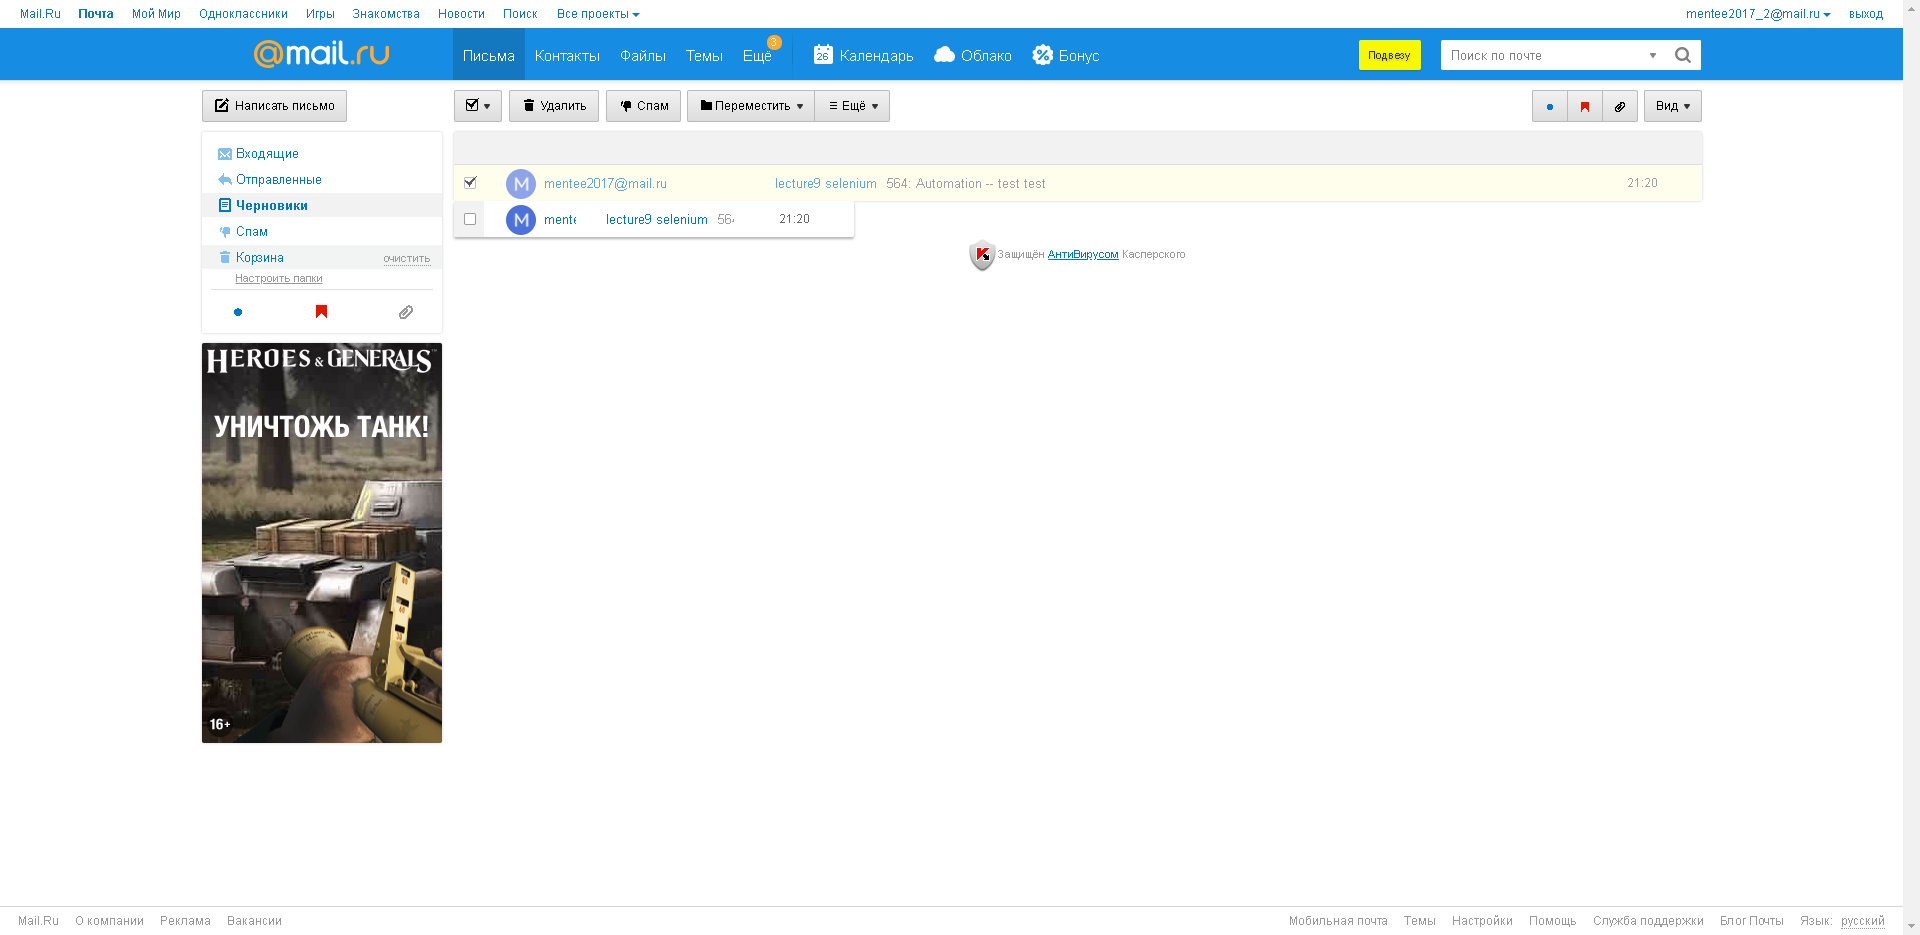 Mail.Ru Почта Мой Мир Одноклассники Игры Знакомства Новости Поиск Все проекты mentee2017_2@mail.ru выход
@mail.ru Письма Контакты Файлы Темы Ещё 3 26 Календарь Облако Бонус Подвезу Поиск по почте
Написать письмо Удалить Спам Переместить Ещё Вид
Входящие
Отправленные
Черновики
Спам
Корзина очистить
Настроить папки
M mentee2017@mail.ru lecture9 selenium 564: Automation -- test test 21:20
M mente lecture9 selenium 564 21:20
Защищён АнтиВирусом Касперского
HEROES & GENERALS
УНИЧТОЖЬ ТАНК!
16+
Mail.Ru О компании Реклама Вакансии Мобильная почта Темы Настройки Помощь Служба поддержки Блог Почты Язык: русский